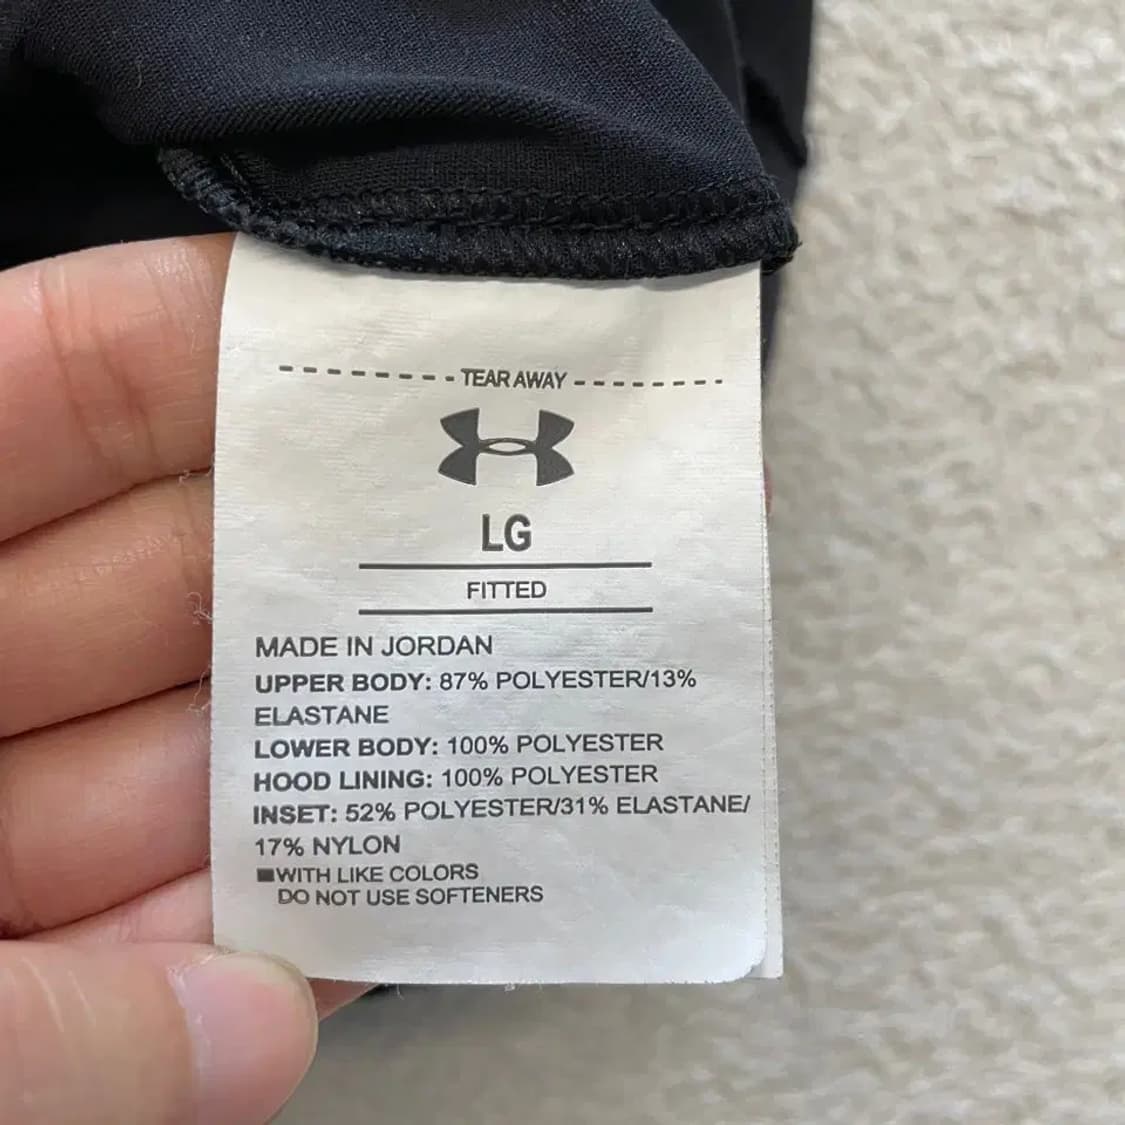 TEAR AWAY
LG
FITTED
MADE IN JORDAN
UPPER BODY: 87% POLYESTER/13%
ELASTANE
LOWER BODY: 100% POLYESTER
HOOD LINING: 100% POLYESTER
INSET: 52% POLYESTER/31% ELASTANE/
17% NYLON
WITH LIKE COLORS
DO NOT USE SOFTENERS